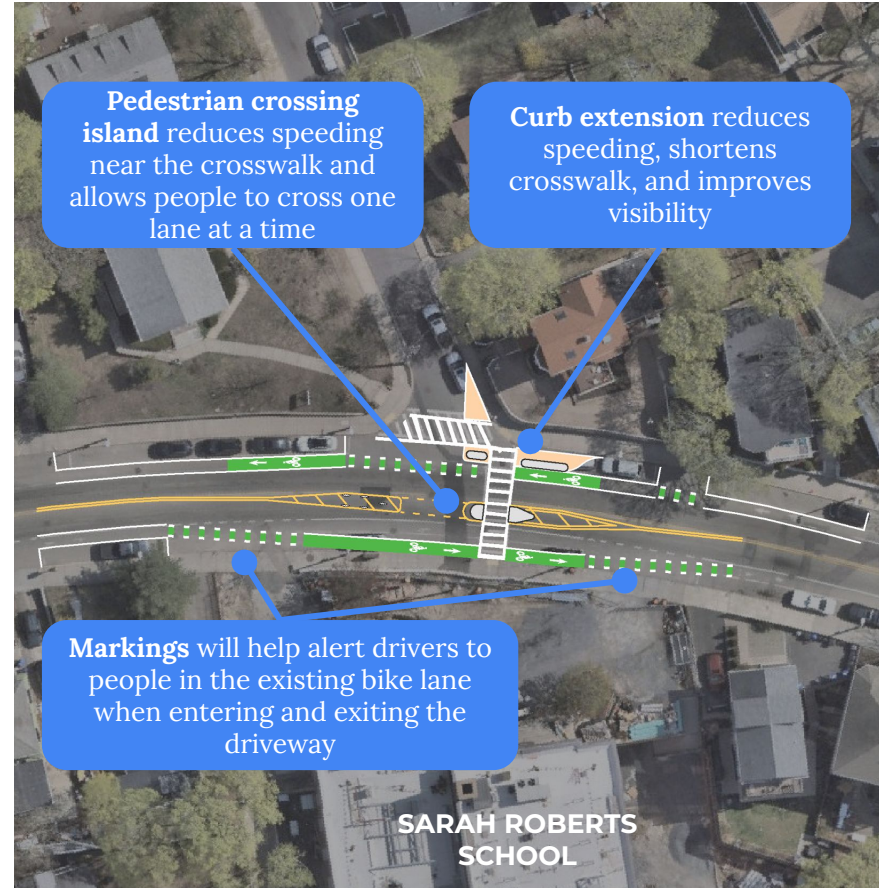 Pedestrian crossing
island reduces speeding
near the crosswalk and
allows people to cross one
lane at a time
Curb extension reduces
speeding, shortens
crosswalk, and improves
visibility
Markings will help alert drivers to
people in the existing bike lane
when entering and exiting the
driveway
SARAH ROBERTS
SCHOOL